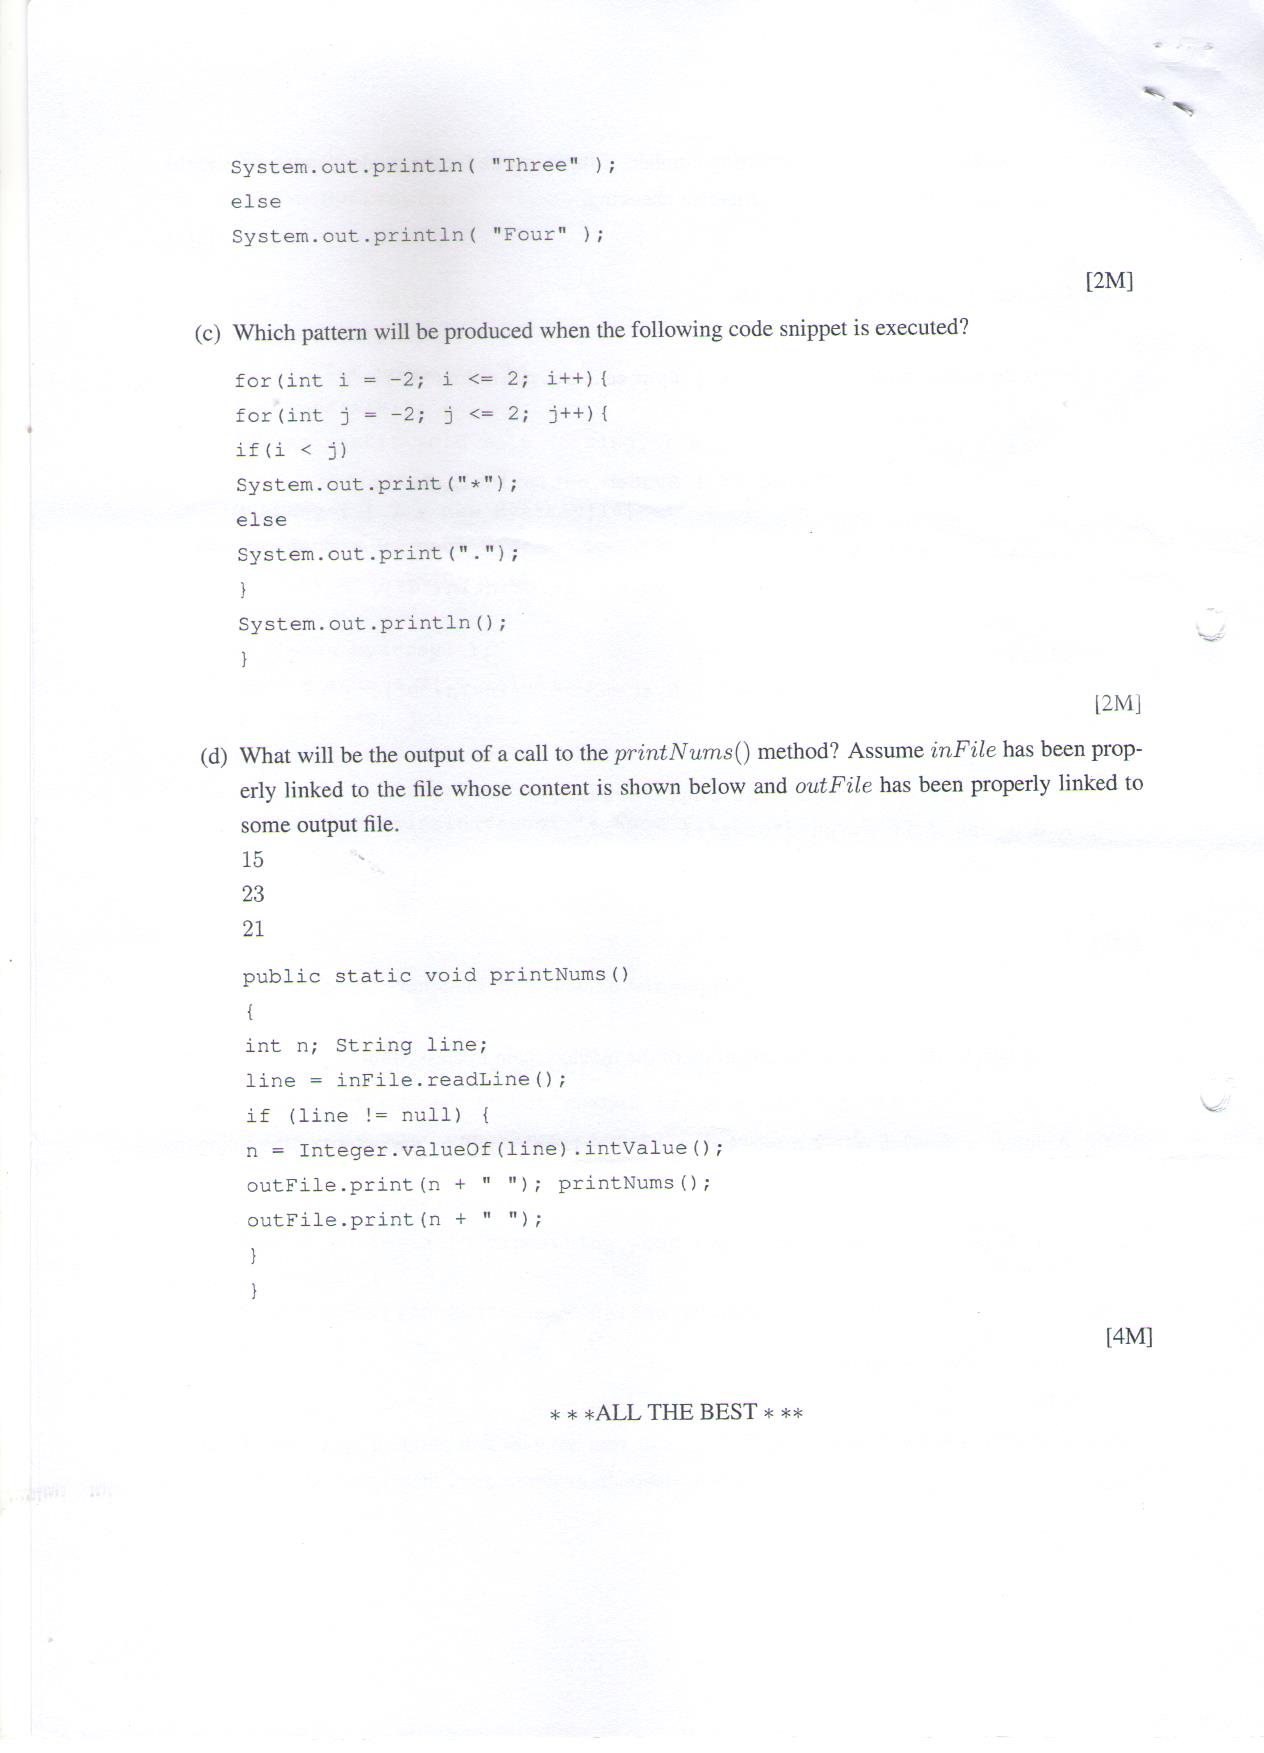 System.out.println( "Three" );
else
System.out.println( "Four" );
[2M]
(c) Which pattern will be produced when the following code snippet is executed?
for(int i = -2; i <= 2; i++){
for(int j = -2; j <= 2; j++){
if(i < j)
System.out.print("*");
else
System.out.print(".");
}
System.out.println();
}
[2M]
(d) What will be the output of a call to the printNums() method? Assume inFile has been prop-
erly linked to the file whose content is shown below and outFile has been properly linked to
some output file.
15
23
21
public static void printNums()
{
int n; String line;
line = inFile.readLine();
if (line != null) {
n = Integer.valueOf(line).intValue();
outFile.print(n + " "); printNums();
outFile.print(n + " ");
}
}
[4M]
* * *ALL THE BEST * **